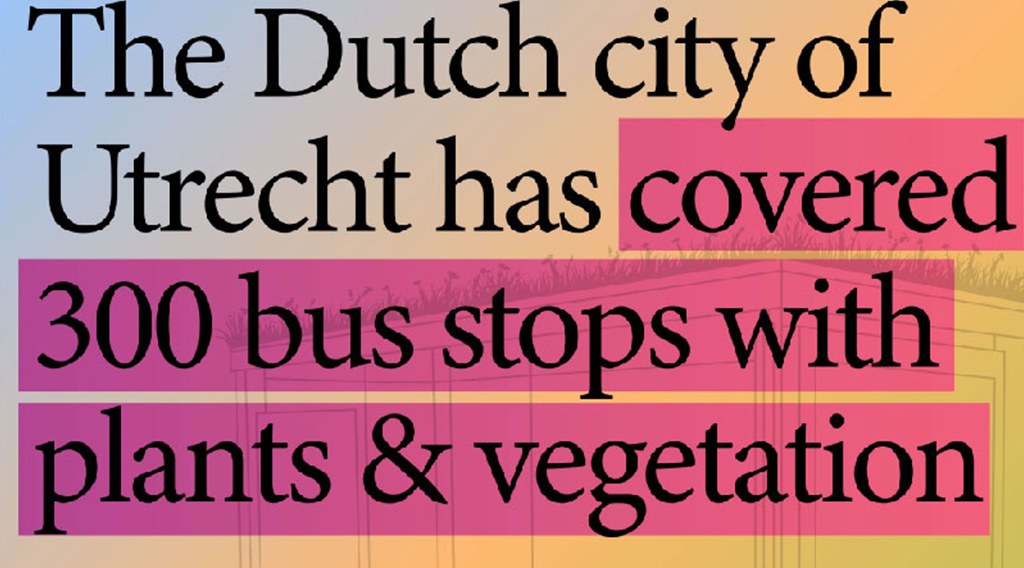 The Dutch city of
Utrecht has covered
300 bus stops with
plants & vegetation